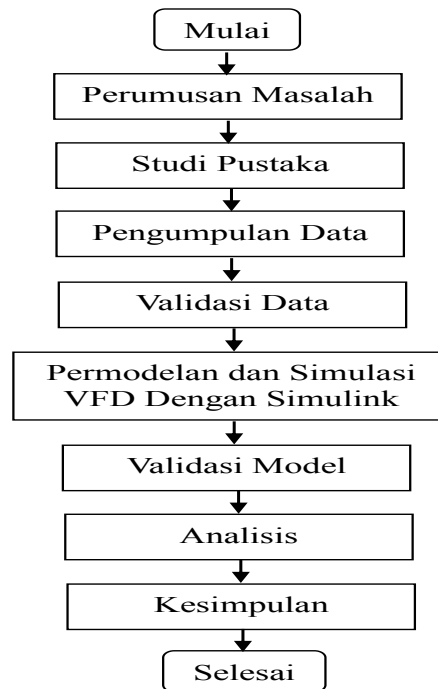 Mulai
Perumusan Masalah
Studi Pustaka
Pengumpulan Data
Validasi Data
Permodelan dan Simulasi
VFD Dengan Simulink
Validasi Model
Analisis
Kesimpulan
Selesai